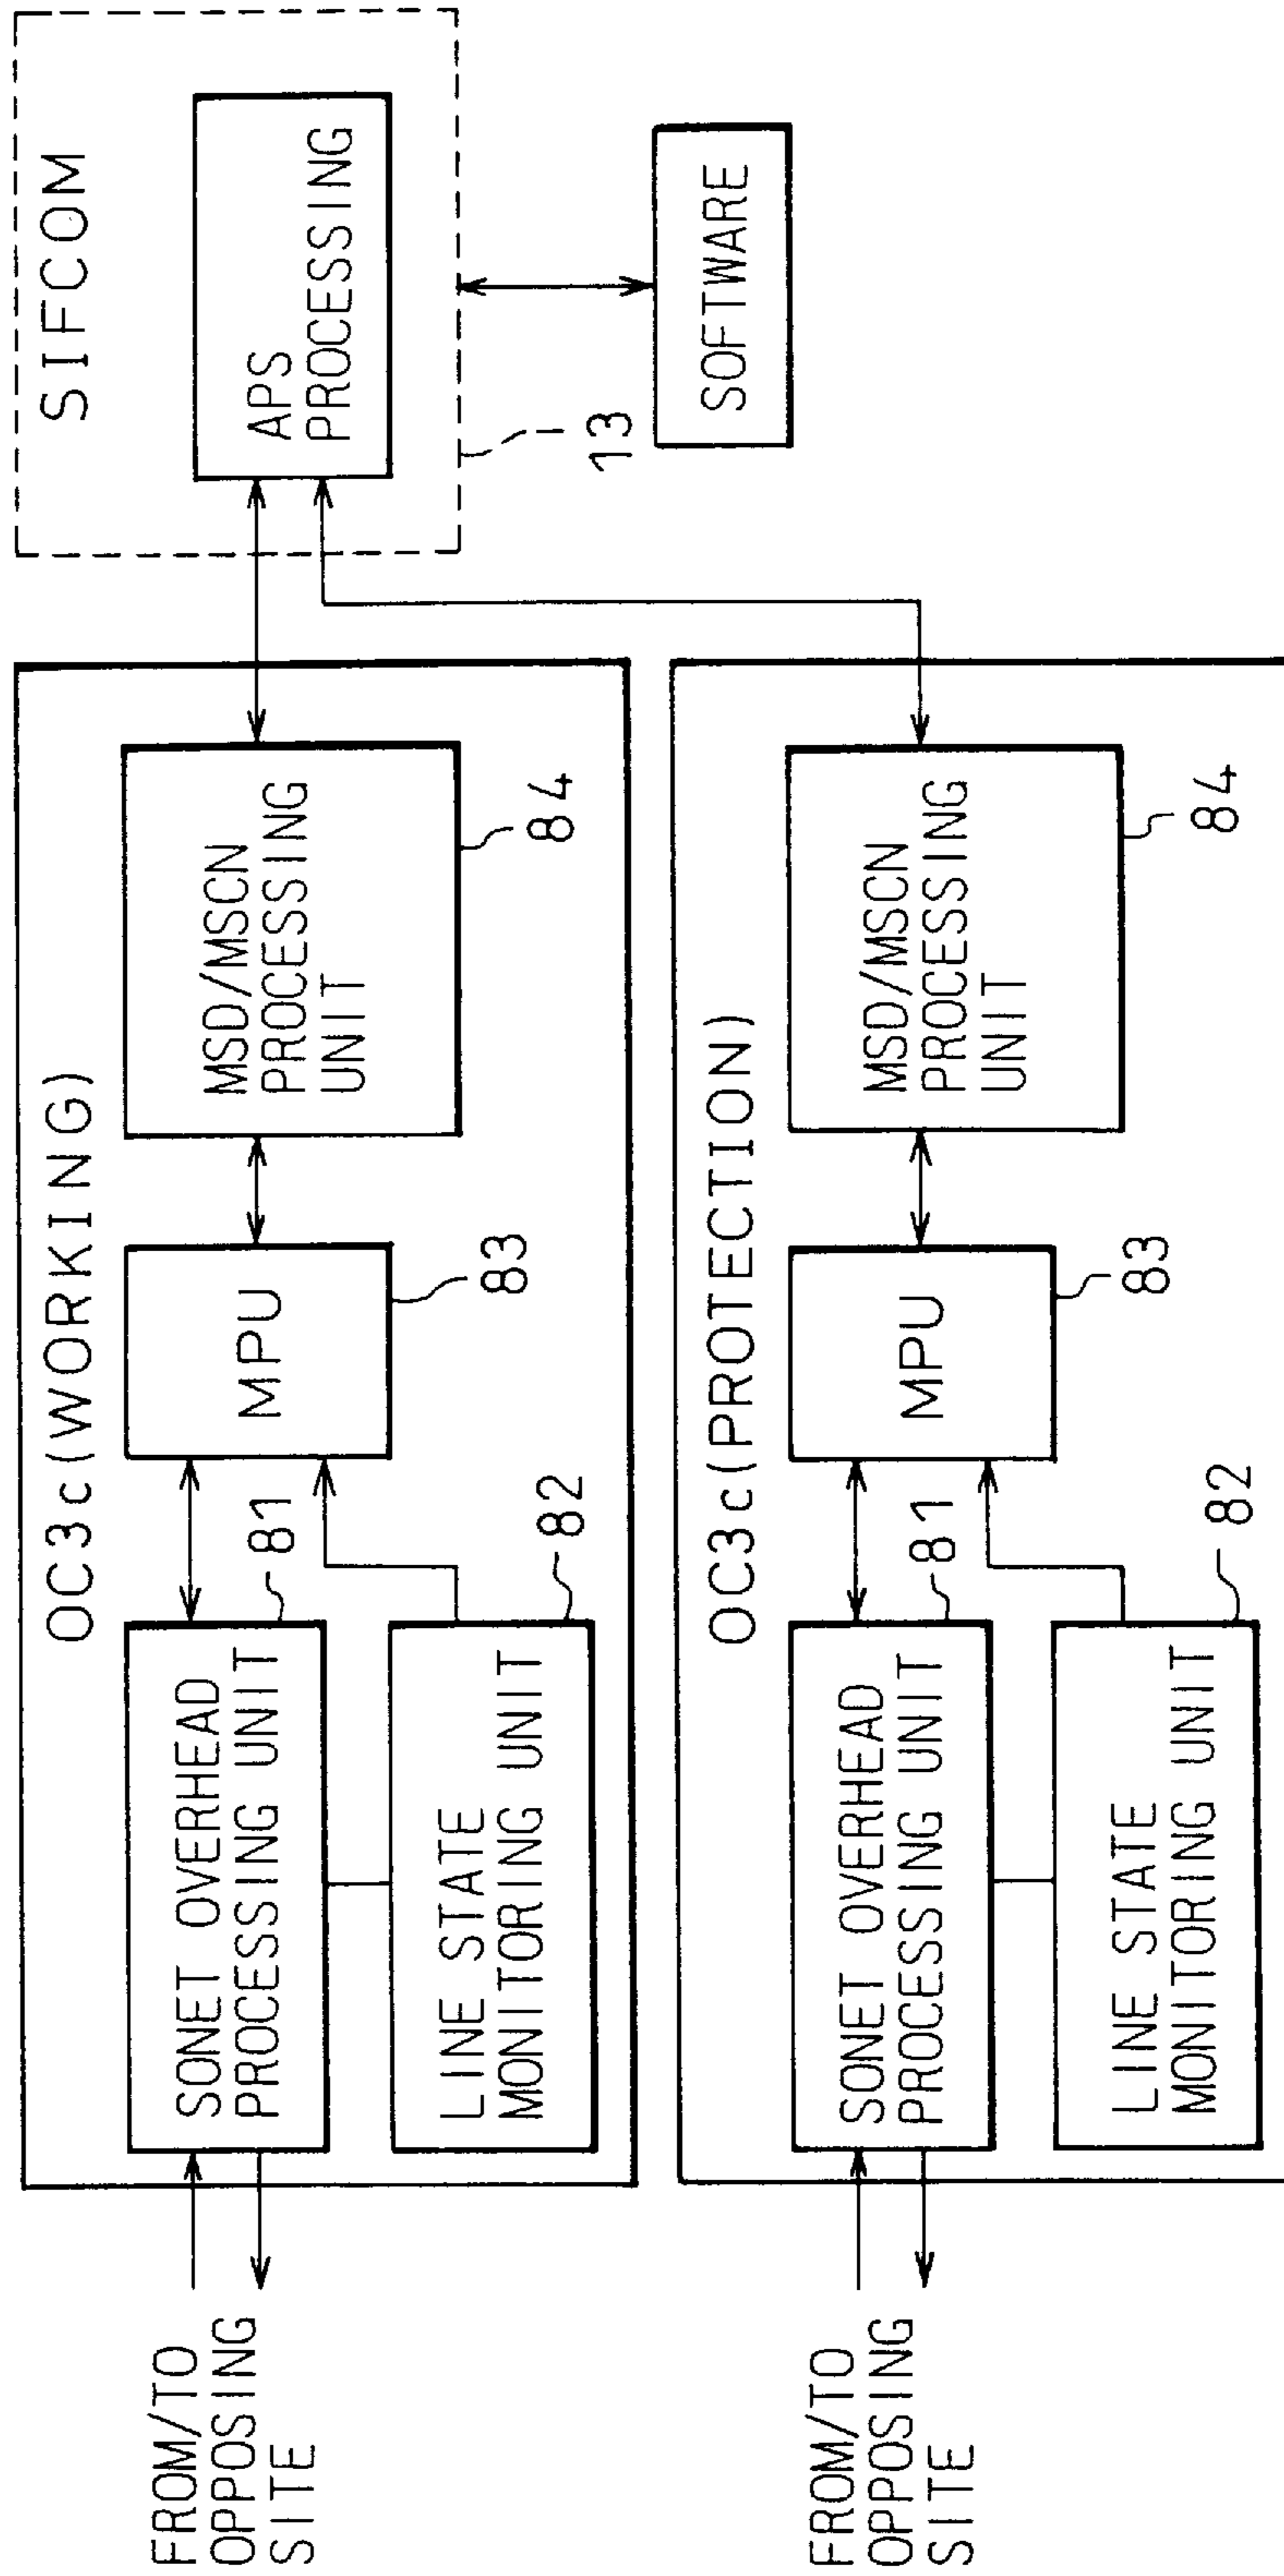 FROM/TO
OPPOSING
SITE
OC3c(WORKING)
SONET OVERHEAD
PROCESSING UNIT
81
LINE STATE
MONITORING UNIT
82
MPU
83
MSD/MSCN
PROCESSING
UNIT
84
SIFCOM
APS
PROCESSING
13
SOFTWARE
FROM/TO
OPPOSING
SITE
OC3c(PROTECTION)
SONET OVERHEAD
PROCESSING UNIT
81
LINE STATE
MONITORING UNIT
82
MPU
83
MSD/MSCN
PROCESSING
UNIT
84